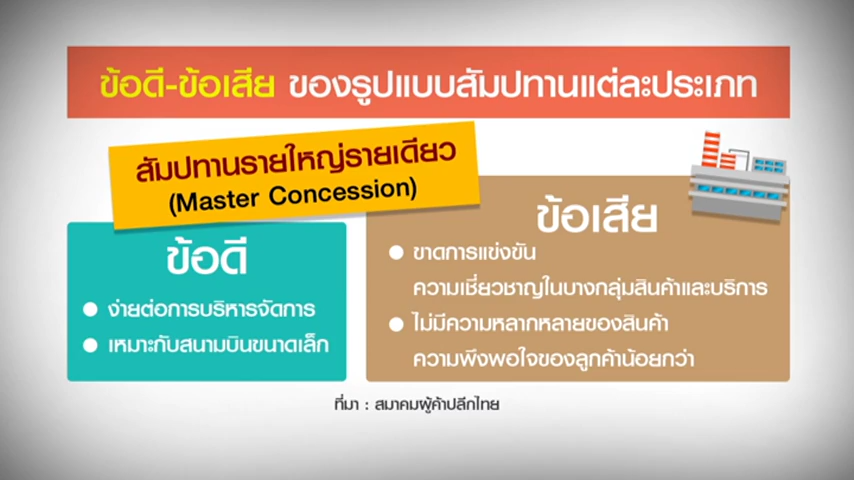 ข้อดี-ข้อเสีย ของรูปแบบสัมปทานแต่ละประเภท
สัมปทานรายใหญ่รายเดียว
(Master Concession)
ข้อดี
● ง่ายต่อการบริหารจัดการ
● เหมาะกับสนามบินขนาดเล็ก
ข้อเสีย
● ขาดการแข่งขัน
ความเชี่ยวชาญในบางกลุ่มสินค้าและบริการ
● ไม่มีความหลากหลายของสินค้า
ความพึงพอใจของลูกค้าน้อยกว่า
ที่มา : สมาคมผู้ค้าปลีกไทย